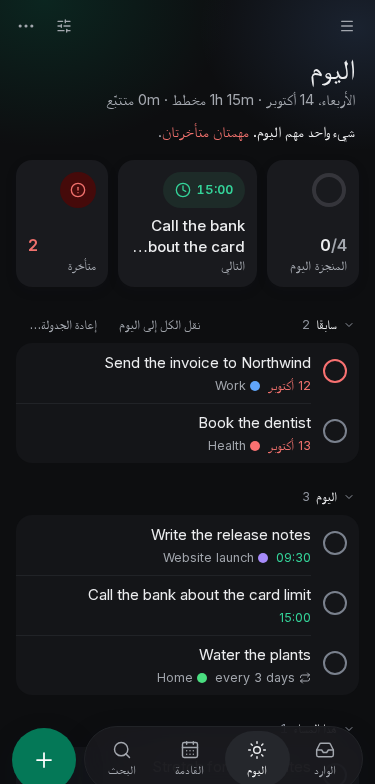 اليوم
الأربعاء، 14 أكتوبر · 1h 15m مخطط · 0m متتبَّع
شيء واحد مهم اليوم. مهمتان متأخرتان.
0/4
المنجزة اليوم
15:00
Call the bank
…bout the card
التالي
2
متأخرة
سابقًا 2
نقل الكل إلى اليوم
إعادة الجدولة…
Send the invoice to Northwind
12 أكتوبر Work
Book the dentist
13 أكتوبر Health
اليوم 3
Write the release notes
09:30 Website launch
Call the bank about the card limit
15:00
Water the plants
every 3 days Home
الوارد
اليوم
القادمة
البحث